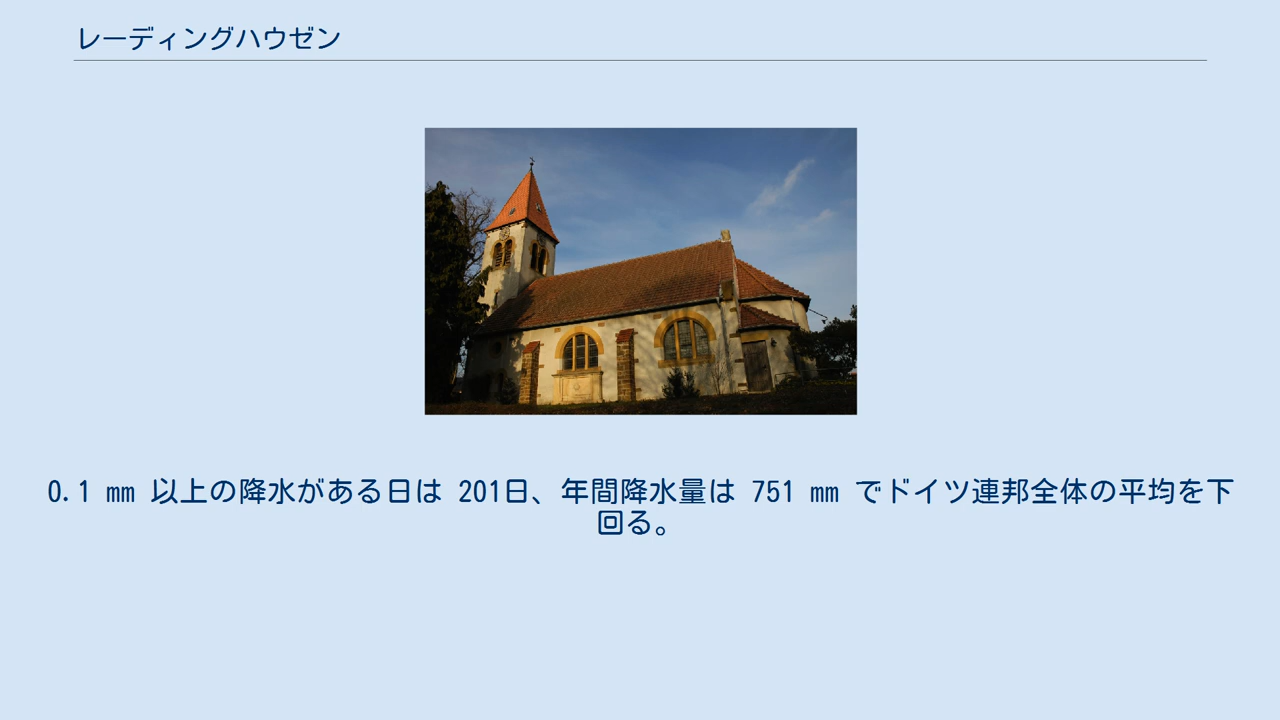 レーディングハウゼン
0.1 mm 以上の降水がある日は 201日、年間降水量は 751 mm でドイツ連邦全体の平均を下
回る。